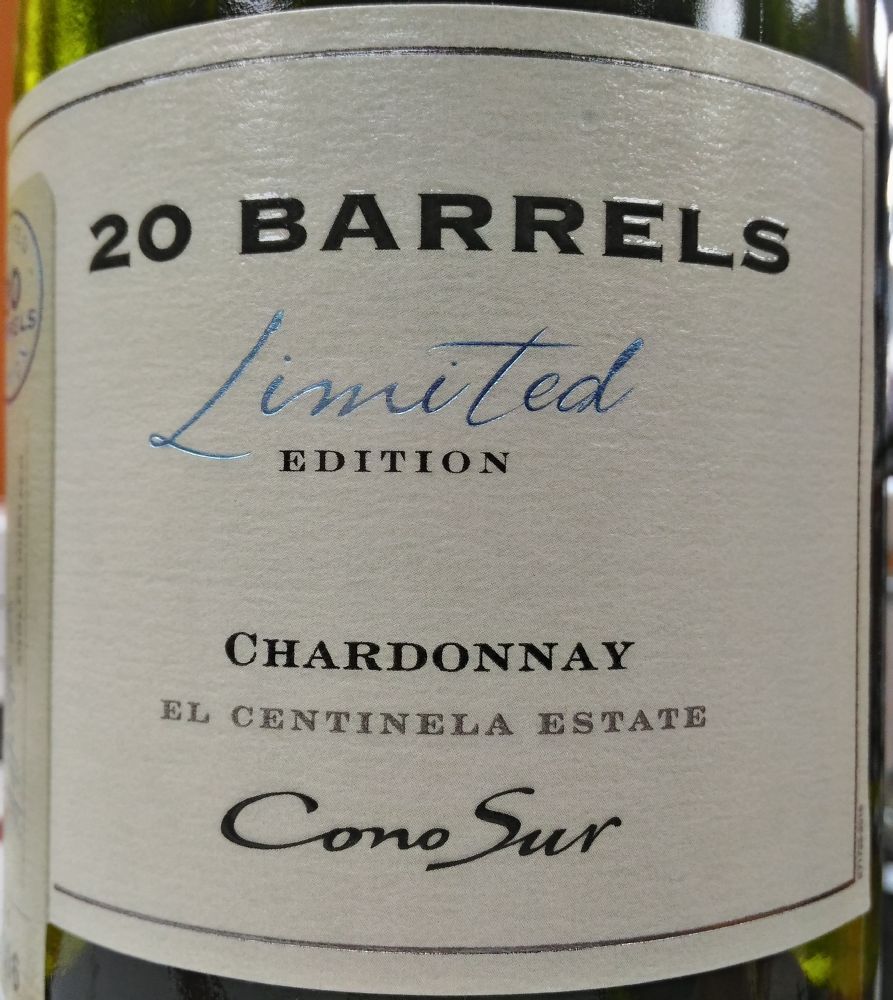 20 BARRELS
Limited
EDITION
CHARDONNAY
EL CENTINELA ESTATE
Cono Sur